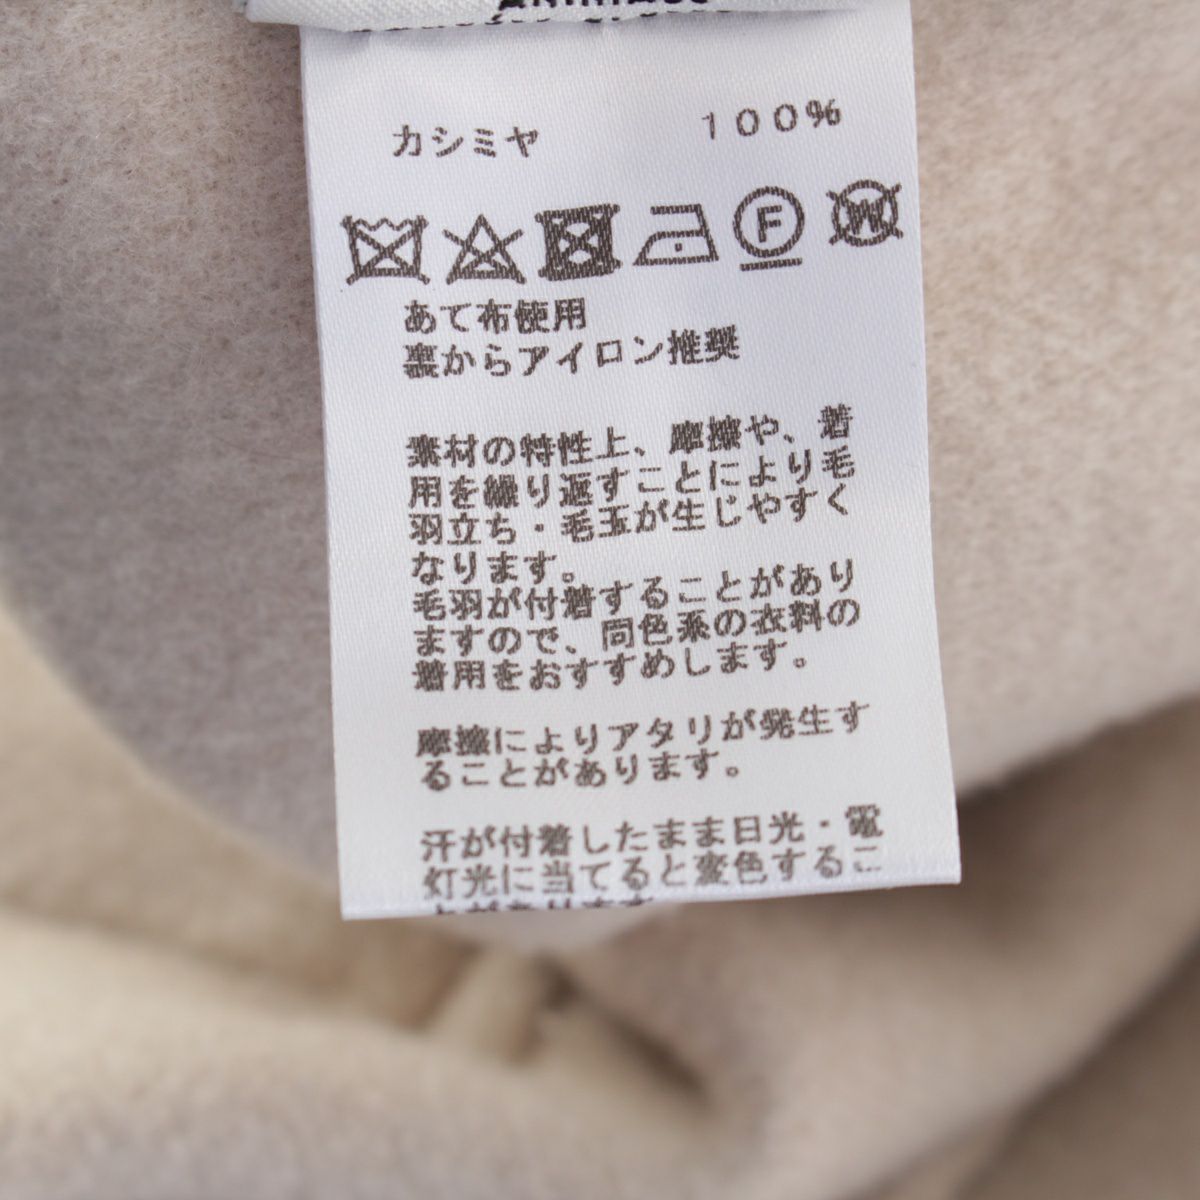 カシミヤ 100%
F W
あて布使用
裏からアイロン推奨
素材の特性上、摩擦や、着
用を繰り返すことにより毛
羽立ち・毛玉が生じやすく
なります。
毛羽が付着することがあり
ますので、同色系の衣料の
着用をおすすめします。
摩擦によりアタリが発生す
ることがあります。
汗が付着したまま日光・電
灯光に当てると変色するこ
とがあります